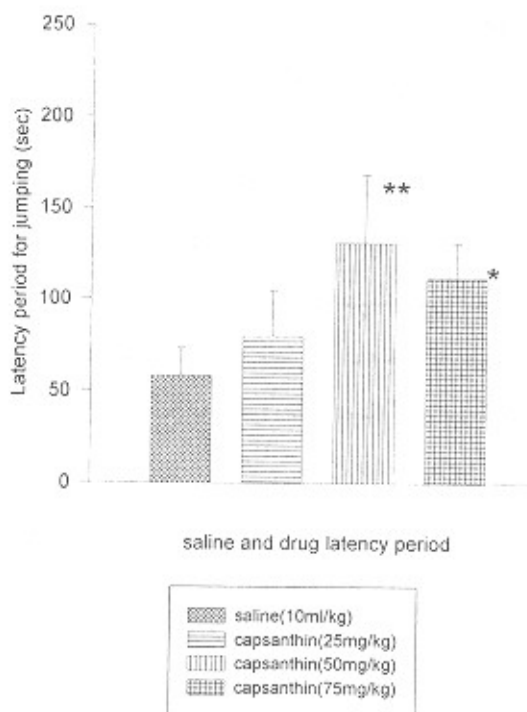 250
200
150
100
50
0
Latency period for jumping (sec)
**
*
saline and drug latency period
saline(10ml/kg)
capsanthin(25mg/kg)
capsanthin(50mg/kg)
capsanthin(75mg/kg)